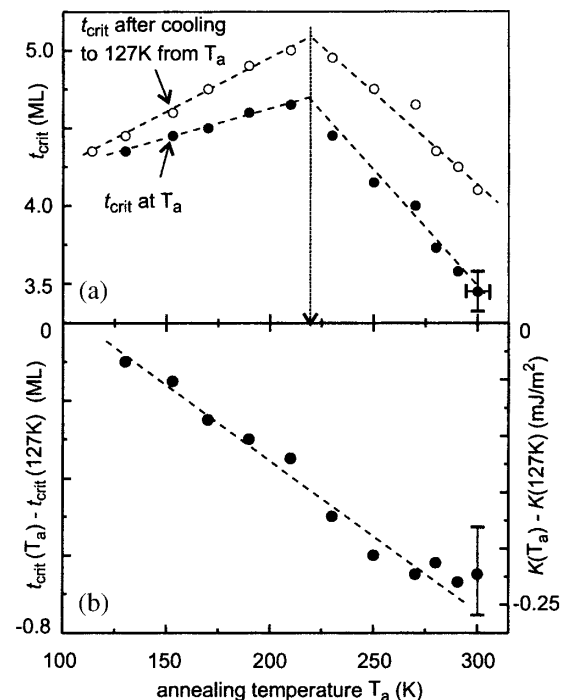 t_crit after cooling
to 127K from T_a
5.0
t_crit (ML)
4.0
t_crit at T_a
3.5
(a)
0
0
t_crit(T_a) - t_crit(127K) (ML)
K(T_a) - K(127K) (mJ/m²)
(b)
-0.25
-0.8
100 150 200 250 300
annealing temperature T_a (K)